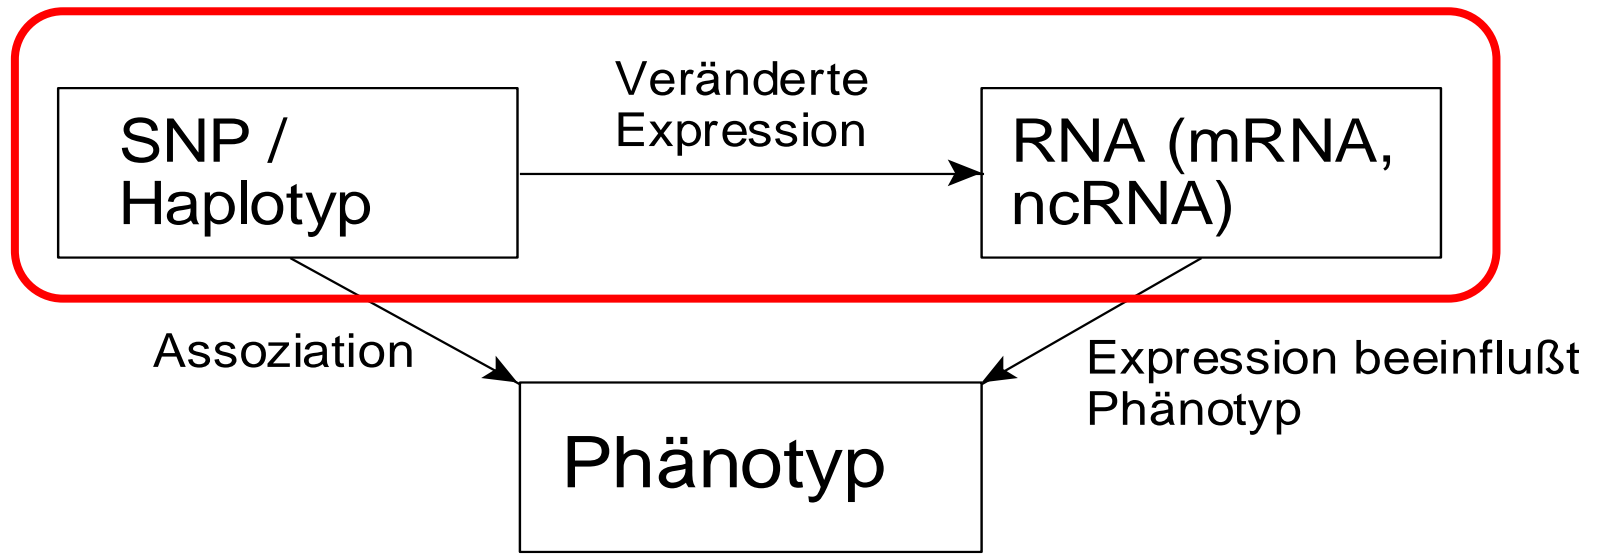 Veränderte
Expression
SNP /
Haplotyp
RNA (mRNA,
ncRNA)
Assoziation
Expression beeinflußt
Phänotyp
Phänotyp